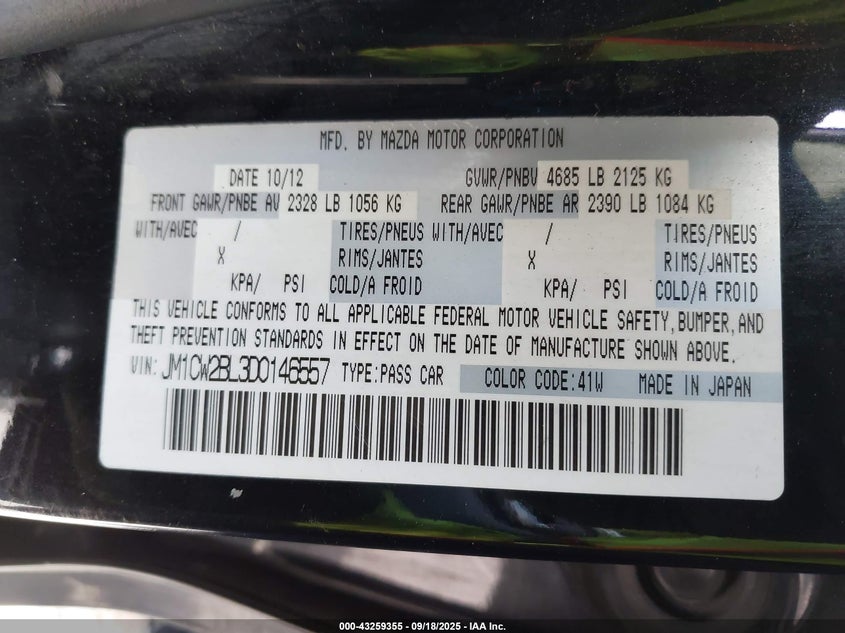 MFD. BY MAZDA MOTOR CORPORATION
DATE 10/12 GVWR/PNBV 4685 LB 2125 KG
FRONT GAWR/PNBE AV 2328 LB 1056 KG REAR GAWR/PNBE AR 2390 LB 1084 KG
WITH/AVEC / TIRES/PNEUS WITH/AVEC / TIRES/PNEUS
X RIMS/JANTES X RIMS/JANTES
KPA/ PSI COLD/A FROID KPA/ PSI COLD/A FROID
THIS VEHICLE CONFORMS TO ALL APPLICABLE FEDERAL MOTOR VEHICLE SAFETY, BUMPER, AND
THEFT PREVENTION STANDARDS IN EFFECT ON THE DATE OF MANUFACTURE SHOWN ABOVE.
VIN: JM1CW2BL3D0146557 TYPE:PASS CAR COLOR CODE:41W MADE IN JAPAN
000-43259355 - 09/18/2025 - IAA Inc.